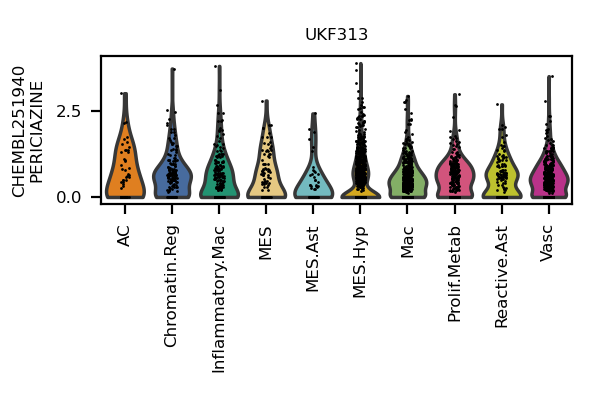 UKF313
CHEMBL251940
PERICIAZINE
2.5
0.0
AC
Chromatin.Reg
Inflammatory.Mac
MES
MES.Ast
MES.Hyp
Mac
Prolif.Metab
Reactive.Ast
Vasc